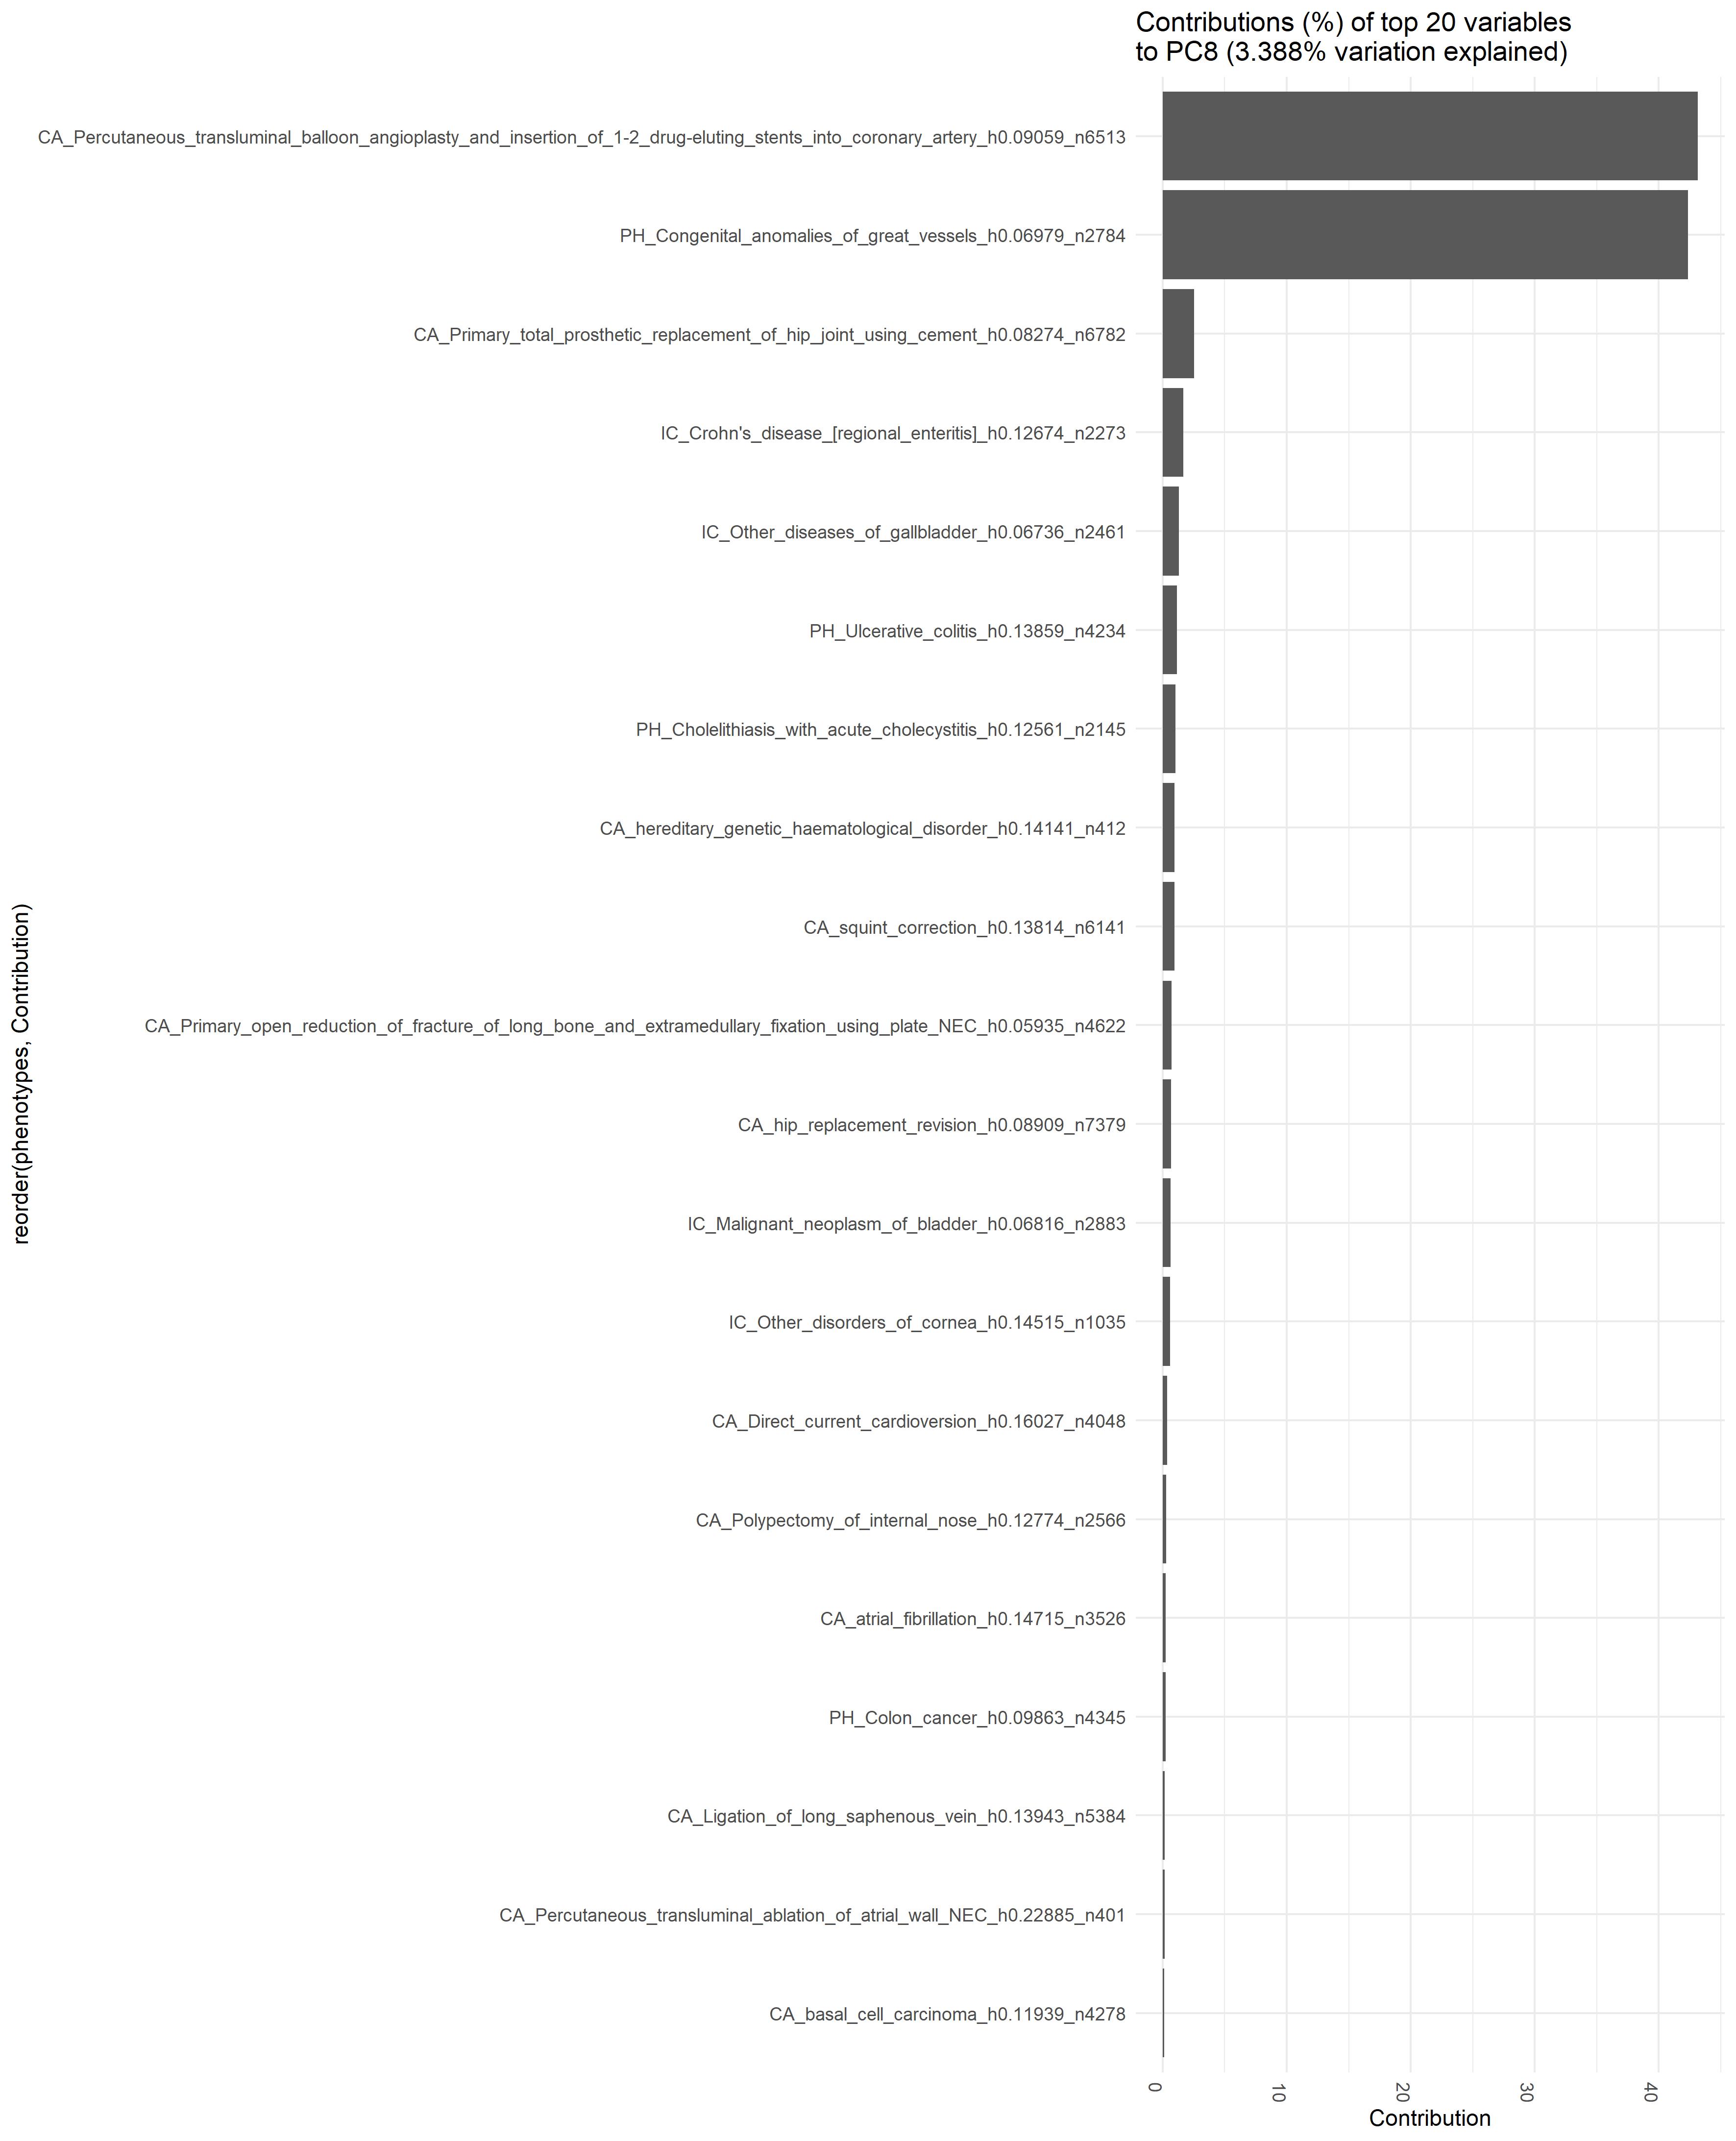 Contributions (%) of top 20 variables
to PC8 (3.388% variation explained)
CA_Percutaneous_transluminal_balloon_angioplasty_and_insertion_of_1-2_drug-eluting_stents_into_coronary_artery_h0.09059_n6513
PH_Congenital_anomalies_of_great_vessels_h0.06979_n2784
CA_Primary_total_prosthetic_replacement_of_hip_joint_using_cement_h0.08274_n6782
IC_Crohn's_disease_[regional_enteritis]_h0.12674_n2273
IC_Other_diseases_of_gallbladder_h0.06736_n2461
PH_Ulcerative_colitis_h0.13859_n4234
PH_Cholelithiasis_with_acute_cholecystitis_h0.12561_n2145
CA_hereditary_genetic_haematological_disorder_h0.14141_n412
CA_squint_correction_h0.13814_n6141
CA_Primary_open_reduction_of_fracture_of_long_bone_and_extramedullary_fixation_using_plate_NEC_h0.05935_n4622
CA_hip_replacement_revision_h0.08909_n7379
IC_Malignant_neoplasm_of_bladder_h0.06816_n2883
IC_Other_disorders_of_cornea_h0.14515_n1035
CA_Direct_current_cardioversion_h0.16027_n4048
CA_Polypectomy_of_internal_nose_h0.12774_n2566
CA_atrial_fibrillation_h0.14715_n3526
PH_Colon_cancer_h0.09863_n4345
CA_Ligation_of_long_saphenous_vein_h0.13943_n5384
CA_Percutaneous_transluminal_ablation_of_atrial_wall_NEC_h0.22885_n401
CA_basal_cell_carcinoma_h0.11939_n4278
reorder(phenotypes, Contribution)
0
10
20
30
40
Contribution